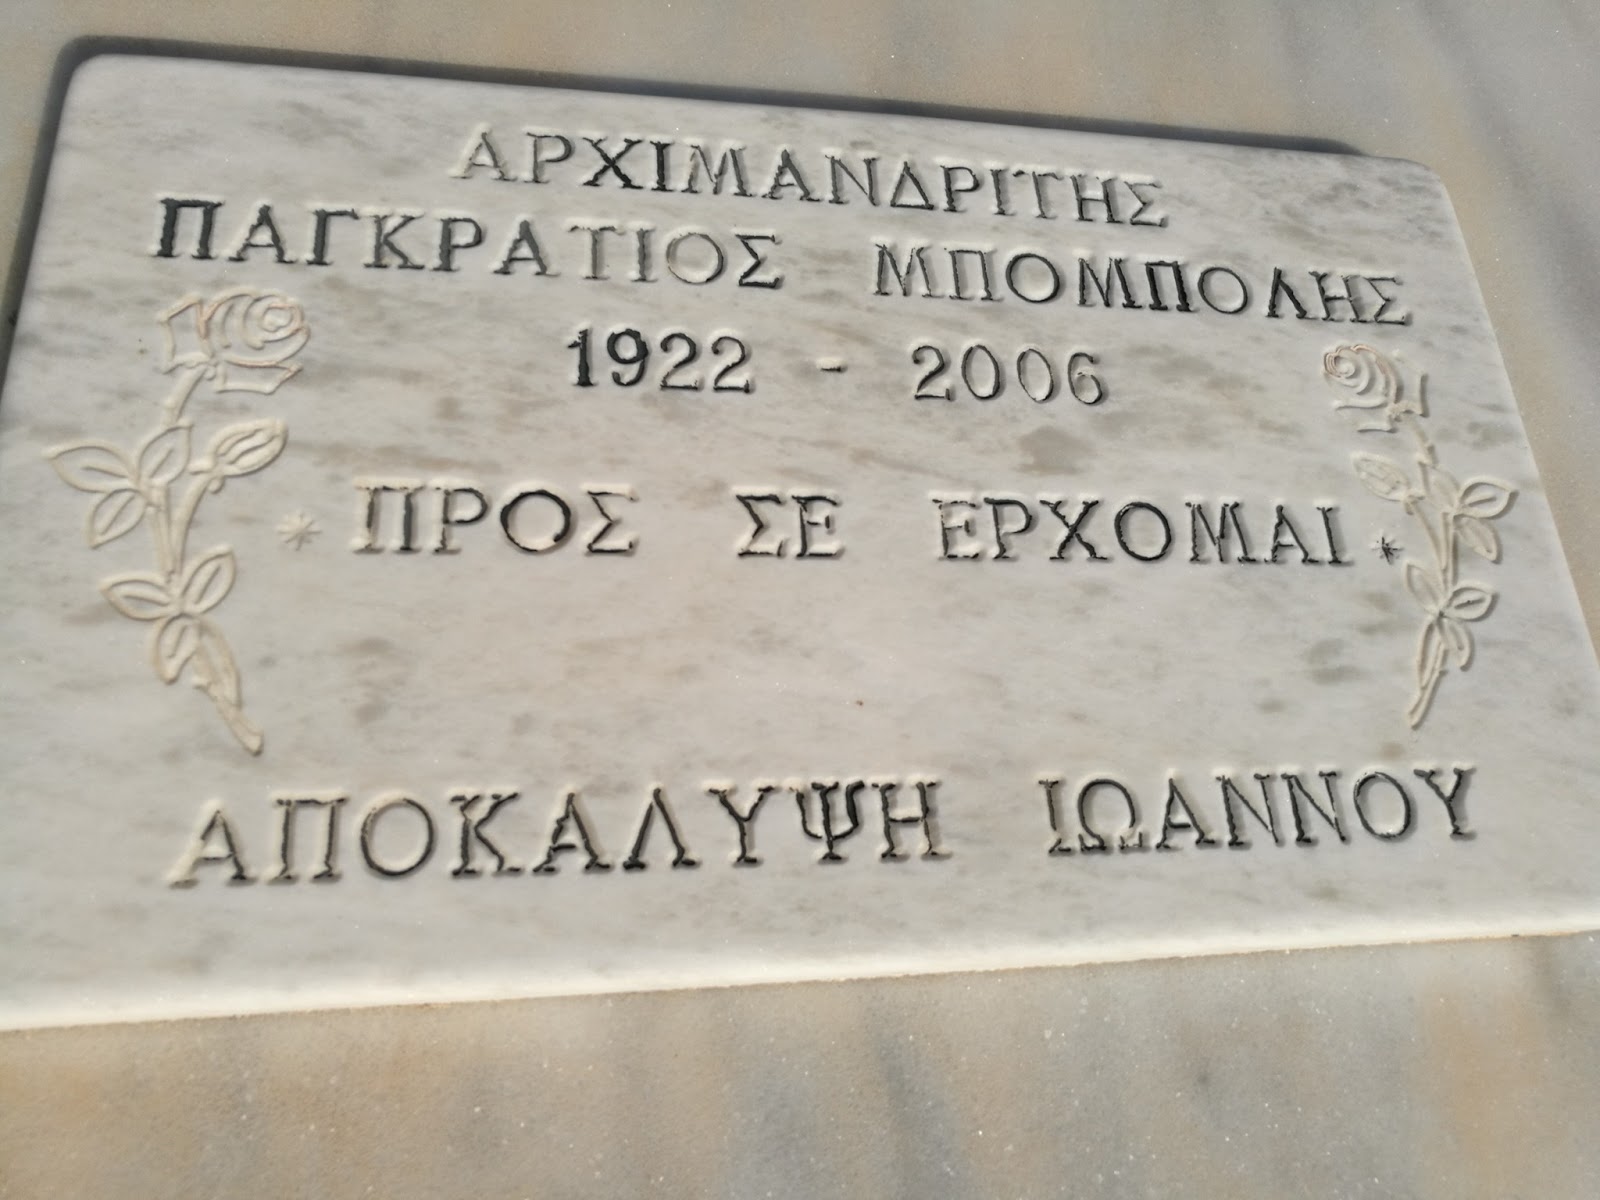 ΑΡΧΙΜΑΝΔΡΙΤΗΣ
ΠΑΓΚΡΑΤΙΟΣ ΜΠΟΜΠΟΛΗΣ
1922 - 2006
* ΠΡΟΣ ΣΕ ΕΡΧΟΜΑΙ *
ΑΠΟΚΑΛΥΨΗ ΙΩΑΝΝΟΥ